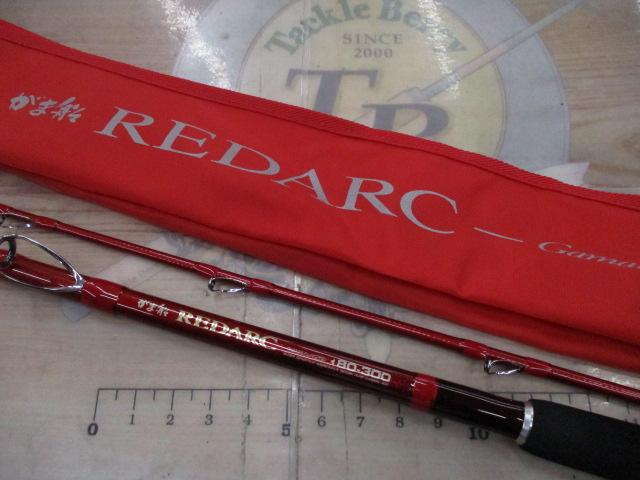 Tackle Berry
SINCE
2000
TB
がま船 REDARC — Gama
がま船 REDARC 180-300
0 1 2 3 4 5 6 7 8 9 10